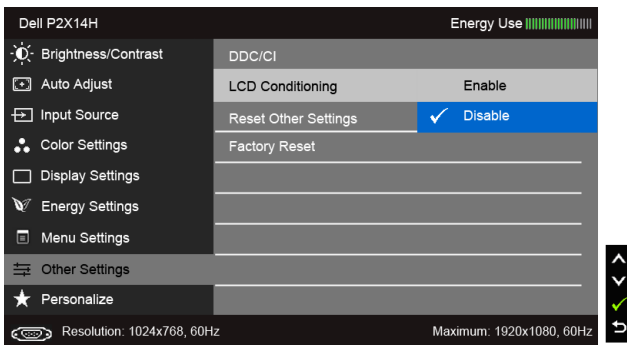 Dell P2X14H Energy Use
Brightness/Contrast DDC/CI
Auto Adjust LCD Conditioning Enable
Input Source Reset Other Settings Disable
Color Settings Factory Reset
Display Settings
Energy Settings
Menu Settings
Other Settings
Personalize
Resolution: 1024x768, 60Hz Maximum: 1920x1080, 60Hz